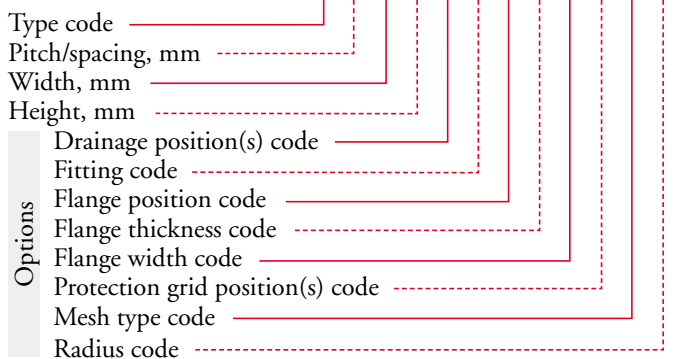 Type code
Pitch/spacing, mm
Width, mm
Height, mm
Options
Drainage position(s) code
Fitting code
Flange position code
Flange thickness code
Flange width code
Protection grid position(s) code
Mesh type code
Radius code